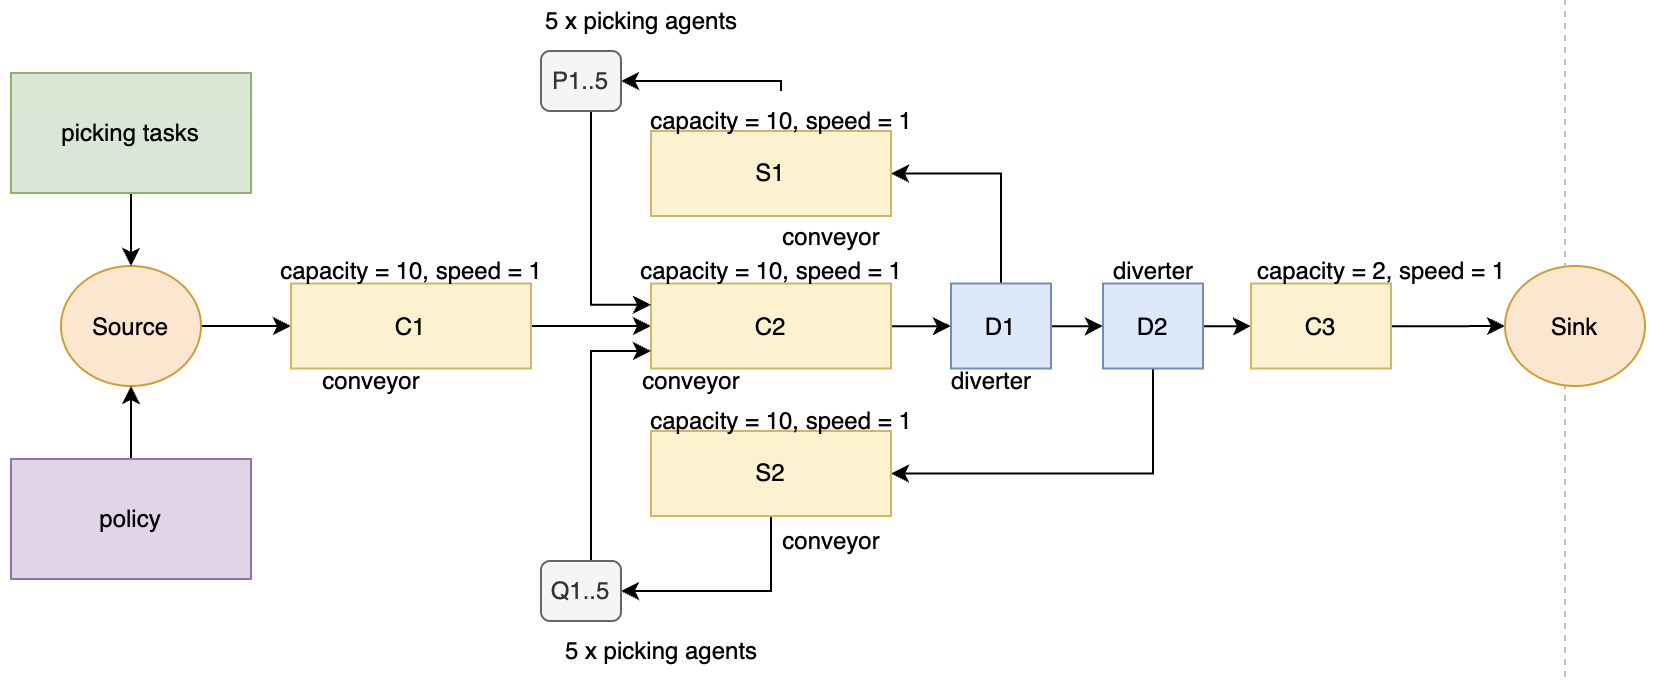 5 x picking agents
P1..5
picking tasks
capacity = 10, speed = 1
S1
conveyor
capacity = 10, speed = 1
capacity = 10, speed = 1
diverter
capacity = 2, speed = 1
Source
C1
C2
D1
D2
C3
Sink
conveyor
conveyor
diverter
capacity = 10, speed = 1
S2
policy
conveyor
Q1..5
5 x picking agents